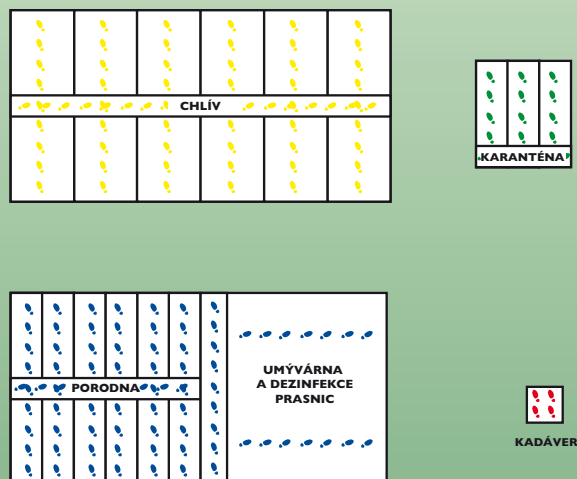 CHLÍV
KARANTÉNA
PORODNA
UMÝVÁRNA
A DEZINFEKCE
PRASNIC
KADÁVER